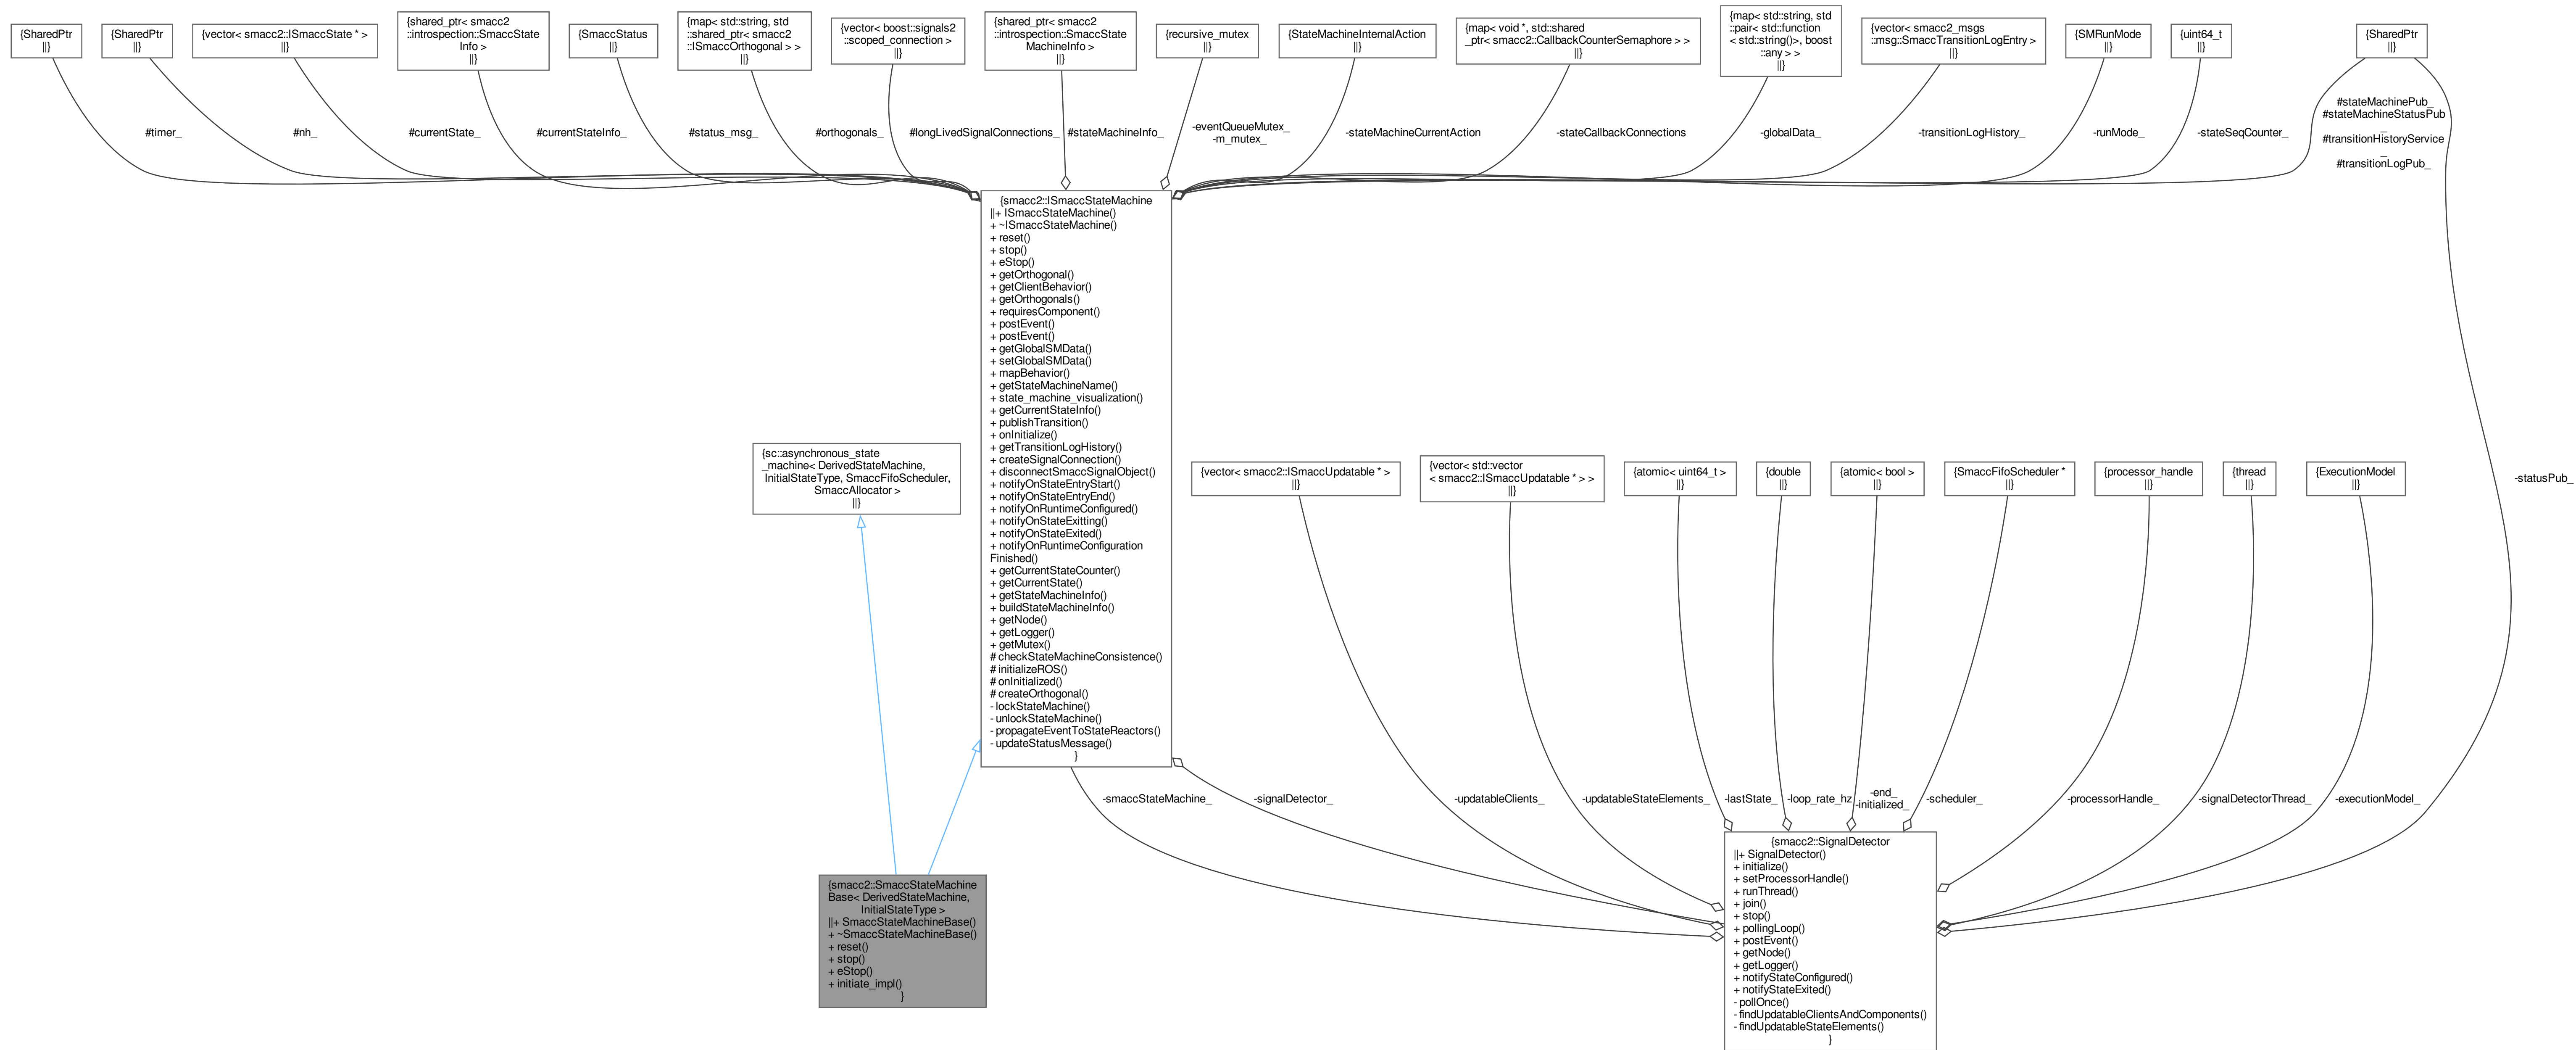 {SharedPtr
||}
{SharedPtr
||}
{vector< smacc2::ISmaccState * >
||}
{shared_ptr< smacc2
::introspection::SmaccState
Info >
||}
{SmaccStatus
||}
{map< std::string, std
::shared_ptr< smacc2
::ISmaccOrthogonal > >
||}
{vector< boost::signals2
::scoped_connection >
||}
{shared_ptr< smacc2
::introspection::SmaccState
MachineInfo >
||}
{recursive_mutex
||}
{StateMachineInternalAction
||}
{map< void *, std::shared
_ptr< smacc2::CallbackCounterSemaphore > >
||}
{map< std::string, std
::pair< std::function
< std::string()>, boost
::any > >
||}
{vector< smacc2_msgs
::msg::SmaccTransitionLogEntry >
||}
{SMRunMode
||}
{uint64_t
||}
{SharedPtr
||}
#timer_
#nh_
#currentState_
#currentStateInfo_
#status_msg_
#orthogonals_
#longLivedSignalConnections_
#stateMachineInfo_
-eventQueueMutex_
-m_mutex_
-stateMachineCurrentAction
-stateCallbackConnections
-globalData_
-transitionLogHistory_
-runMode_
-stateSeqCounter_
#stateMachinePub_
#stateMachineStatusPub
_
#transitionHistoryService
_
#transitionLogPub_
{smacc2::ISmaccStateMachine
||+ ISmaccStateMachine()
+ ~ISmaccStateMachine()
+ reset()
+ stop()
+ eStop()
+ getOrthogonal()
+ getClientBehavior()
+ getOrthogonals()
+ requiresComponent()
+ postEvent()
+ postEvent()
+ getGlobalSMData()
+ setGlobalSMData()
+ mapBehavior()
+ getStateMachineName()
+ state_machine_visualization()
+ getCurrentStateInfo()
+ publishTransition()
+ onInitialize()
+ getTransitionLogHistory()
+ createSignalConnection()
+ disconnectSmaccSignalObject()
+ notifyOnStateEntryStart()
+ notifyOnStateEntryEnd()
+ notifyOnRuntimeConfigured()
+ notifyOnStateExitting()
+ notifyOnStateExited()
+ notifyOnRuntimeConfiguration
Finished()
+ getCurrentStateCounter()
+ getCurrentState()
+ getStateMachineInfo()
+ buildStateMachineInfo()
+ getNode()
+ getLogger()
+ getMutex()
# checkStateMachineConsistence()
# initializeROS()
# onInitialized()
# createOrthogonal()
- lockStateMachine()
- unlockStateMachine()
- propagateEventToStateReactors()
- updateStatusMessage()
}
{sc::asynchronous_state
_machine< DerivedStateMachine,
InitialStateType, SmaccFifoScheduler,
SmaccAllocator >
||}
{vector< smacc2::ISmaccUpdatable * >
||}
{vector< std::vector
< smacc2::ISmaccUpdatable * > >
||}
{atomic< uint64_t >
||}
{double
||}
{atomic< bool >
||}
{SmaccFifoScheduler *
||}
{processor_handle
||}
{thread
||}
{ExecutionModel
||}
-statusPub_
-smaccStateMachine_
-signalDetector_
-updatableClients_
-updatableStateElements_
-lastState_
-loop_rate_hz
-end_
-initialized_
-scheduler_
-processorHandle_
-signalDetectorThread_
-executionModel_
{smacc2::SmaccStateMachine
Base< DerivedStateMachine,
InitialStateType >
||+ SmaccStateMachineBase()
+ ~SmaccStateMachineBase()
+ reset()
+ stop()
+ eStop()
+ initiate_impl()
}
{smacc2::SignalDetector
||+ SignalDetector()
+ initialize()
+ setProcessorHandle()
+ runThread()
+ join()
+ stop()
+ pollingLoop()
+ postEvent()
+ getNode()
+ getLogger()
+ notifyStateConfigured()
+ notifyStateExited()
- pollOnce()
- findUpdatableClientsAndComponents()
- findUpdatableStateElements()
}